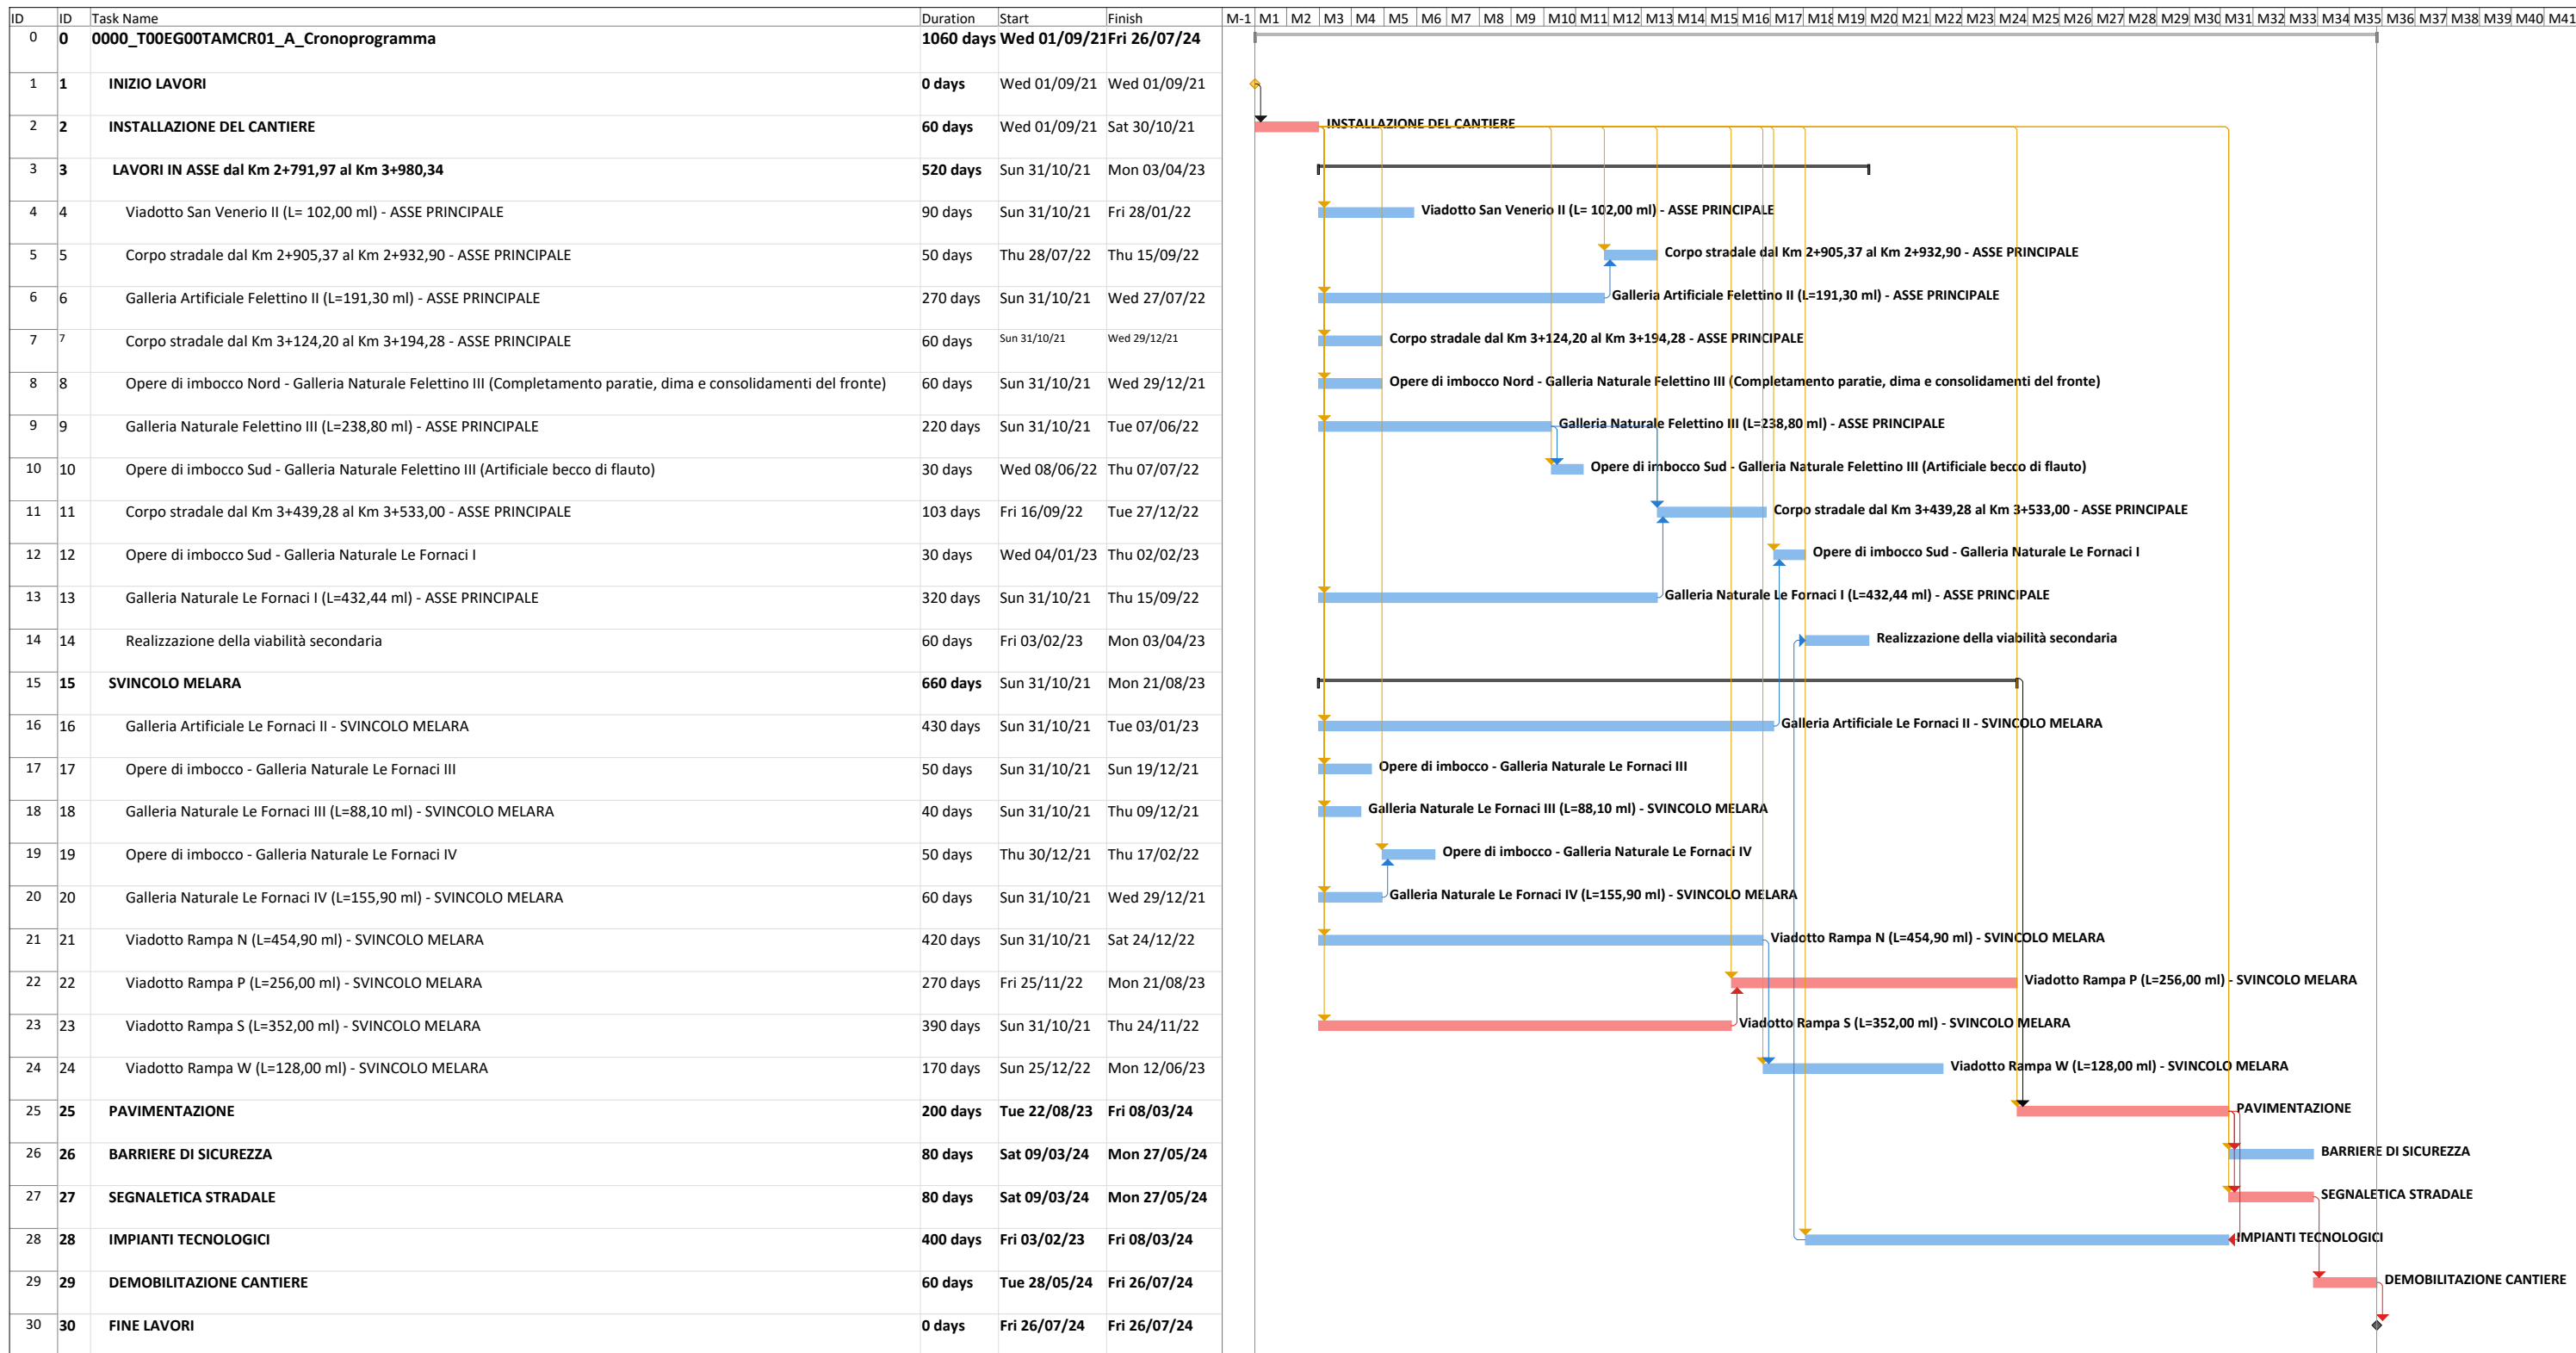 ID ID Task Name Duration Start Finish M-1 M1 M2 M3 M4 M5 M6 M7 M8 M9 M10 M11 M12 M13 M14 M15 M16 M17 M18 M19 M20 M21 M22 M23 M24 M25 M26 M27 M28 M29 M30 M31 M32 M33 M34 M35 M36 M37 M38 M39 M40 M41
0 0 0000_T00EG00TAMCR01_A_Cronoprogramma 1060 days Wed 01/09/21 Fri 26/07/24
1 1 INIZIO LAVORI 0 days Wed 01/09/21 Wed 01/09/21
2 2 INSTALLAZIONE DEL CANTIERE 60 days Wed 01/09/21 Sat 30/10/21 INSTALLAZIONE DEL CANTIERE
3 3 LAVORI IN ASSE dal Km 2+791,97 al Km 3+980,34 520 days Sun 31/10/21 Mon 03/04/23
4 4 Viadotto San Venerio II (L= 102,00 ml) - ASSE PRINCIPALE 90 days Sun 31/10/21 Fri 28/01/22 Viadotto San Venerio II (L= 102,00 ml) - ASSE PRINCIPALE
5 5 Corpo stradale dal Km 2+905,37 al Km 2+932,90 - ASSE PRINCIPALE 50 days Thu 28/07/22 Thu 15/09/22 Corpo stradale dal Km 2+905,37 al Km 2+932,90 - ASSE PRINCIPALE
6 6 Galleria Artificiale Felettino II (L=191,30 ml) - ASSE PRINCIPALE 270 days Sun 31/10/21 Wed 27/07/22 Galleria Artificiale Felettino II (L=191,30 ml) - ASSE PRINCIPALE
7 7 Corpo stradale dal Km 3+124,20 al Km 3+194,28 - ASSE PRINCIPALE 60 days Sun 31/10/21 Wed 29/12/21 Corpo stradale dal Km 3+124,20 al Km 3+194,28 - ASSE PRINCIPALE
8 8 Opere di imbocco Nord - Galleria Naturale Felettino III (Completamento paratie, dima e consolidamenti del fronte) 60 days Sun 31/10/21 Wed 29/12/21 Opere di imbocco Nord - Galleria Naturale Felettino III (Completamento paratie, dima e consolidamenti del fronte)
9 9 Galleria Naturale Felettino III (L=238,80 ml) - ASSE PRINCIPALE 220 days Sun 31/10/21 Tue 07/06/22 Galleria Naturale Felettino III (L=238,80 ml) - ASSE PRINCIPALE
10 10 Opere di imbocco Sud - Galleria Naturale Felettino III (Artificiale becco di flauto) 30 days Wed 08/06/22 Thu 07/07/22 Opere di imbocco Sud - Galleria Naturale Felettino III (Artificiale becco di flauto)
11 11 Corpo stradale dal Km 3+439,28 al Km 3+533,00 - ASSE PRINCIPALE 103 days Fri 16/09/22 Tue 27/12/22 Corpo stradale dal Km 3+439,28 al Km 3+533,00 - ASSE PRINCIPALE
12 12 Opere di imbocco Sud - Galleria Naturale Le Fornaci I 30 days Wed 04/01/23 Thu 02/02/23 Opere di imbocco Sud - Galleria Naturale Le Fornaci I
13 13 Galleria Naturale Le Fornaci I (L=432,44 ml) - ASSE PRINCIPALE 320 days Sun 31/10/21 Thu 15/09/22 Galleria Naturale Le Fornaci I (L=432,44 ml) - ASSE PRINCIPALE
14 14 Realizzazione della viabilità secondaria 60 days Fri 03/02/23 Mon 03/04/23 Realizzazione della viabilità secondaria
15 15 SVINCOLO MELARA 660 days Sun 31/10/21 Mon 21/08/23
16 16 Galleria Artificiale Le Fornaci II - SVINCOLO MELARA 430 days Sun 31/10/21 Tue 03/01/23 Galleria Artificiale Le Fornaci II - SVINCOLO MELARA
17 17 Opere di imbocco - Galleria Naturale Le Fornaci III 50 days Sun 31/10/21 Sun 19/12/21 Opere di imbocco - Galleria Naturale Le Fornaci III
18 18 Galleria Naturale Le Fornaci III (L=88,10 ml) - SVINCOLO MELARA 40 days Sun 31/10/21 Thu 09/12/21 Galleria Naturale Le Fornaci III (L=88,10 ml) - SVINCOLO MELARA
19 19 Opere di imbocco - Galleria Naturale Le Fornaci IV 50 days Thu 30/12/21 Thu 17/02/22 Opere di imbocco - Galleria Naturale Le Fornaci IV
20 20 Galleria Naturale Le Fornaci IV (L=155,90 ml) - SVINCOLO MELARA 60 days Sun 31/10/21 Wed 29/12/21 Galleria Naturale Le Fornaci IV (L=155,90 ml) - SVINCOLO MELARA
21 21 Viadotto Rampa N (L=454,90 ml) - SVINCOLO MELARA 420 days Sun 31/10/21 Sat 24/12/22 Viadotto Rampa N (L=454,90 ml) - SVINCOLO MELARA
22 22 Viadotto Rampa P (L=256,00 ml) - SVINCOLO MELARA 270 days Fri 25/11/22 Mon 21/08/23 Viadotto Rampa P (L=256,00 ml) - SVINCOLO MELARA
23 23 Viadotto Rampa S (L=352,00 ml) - SVINCOLO MELARA 390 days Sun 31/10/21 Thu 24/11/22 Viadotto Rampa S (L=352,00 ml) - SVINCOLO MELARA
24 24 Viadotto Rampa W (L=128,00 ml) - SVINCOLO MELARA 170 days Sun 25/12/22 Mon 12/06/23 Viadotto Rampa W (L=128,00 ml) - SVINCOLO MELARA
25 25 PAVIMENTAZIONE 200 days Tue 22/08/23 Fri 08/03/24 PAVIMENTAZIONE
26 26 BARRIERE DI SICUREZZA 80 days Sat 09/03/24 Mon 27/05/24 BARRIERE DI SICUREZZA
27 27 SEGNALETICA STRADALE 80 days Sat 09/03/24 Mon 27/05/24 SEGNALETICA STRADALE
28 28 IMPIANTI TECNOLOGICI 400 days Fri 03/02/23 Fri 08/03/24 IMPIANTI TECNOLOGICI
29 29 DEMOBILITAZIONE CANTIERE 60 days Tue 28/05/24 Fri 26/07/24 DEMOBILITAZIONE CANTIERE
30 30 FINE LAVORI 0 days Fri 26/07/24 Fri 26/07/24